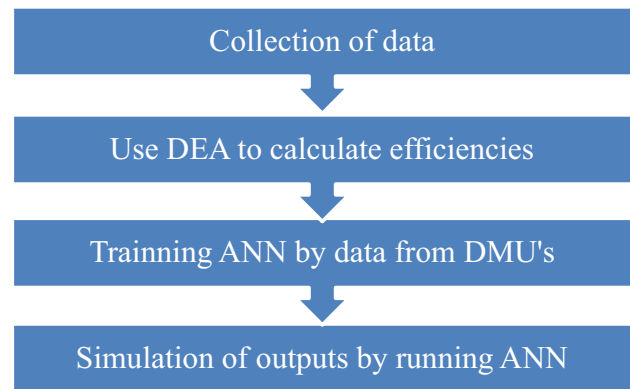 Collection of data
Use DEA to calculate efficiencies
Trainning ANN by data from DMU's
Simulation of outputs by running ANN